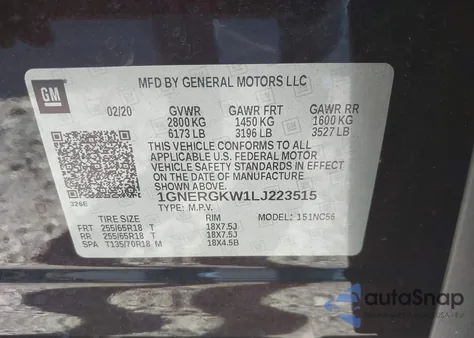 GM
MFD BY GENERAL MOTORS LLC
02/20 GVWR GAWR FRT GAWR RR
2800 KG 1450 KG 1600 KG
6173 LB 3196 LB 3527 LB
THIS VEHICLE CONFORMS TO ALL
APPLICABLE U.S. FEDERAL MOTOR
VEHICLE SAFETY STANDARDS IN EFFECT ON
THE DATE OF MANUFACTURE
326E
1GNERGKW1LJ223515
TYPE: M.P.V. MODEL: 1S1NC56
TIRE SIZE RIM
FRT 255/65R18 T 18X7.5J
RR 255/65R18 T 18X7.5J
SPA T135/70R18 M 18X4.5B
autoSnap